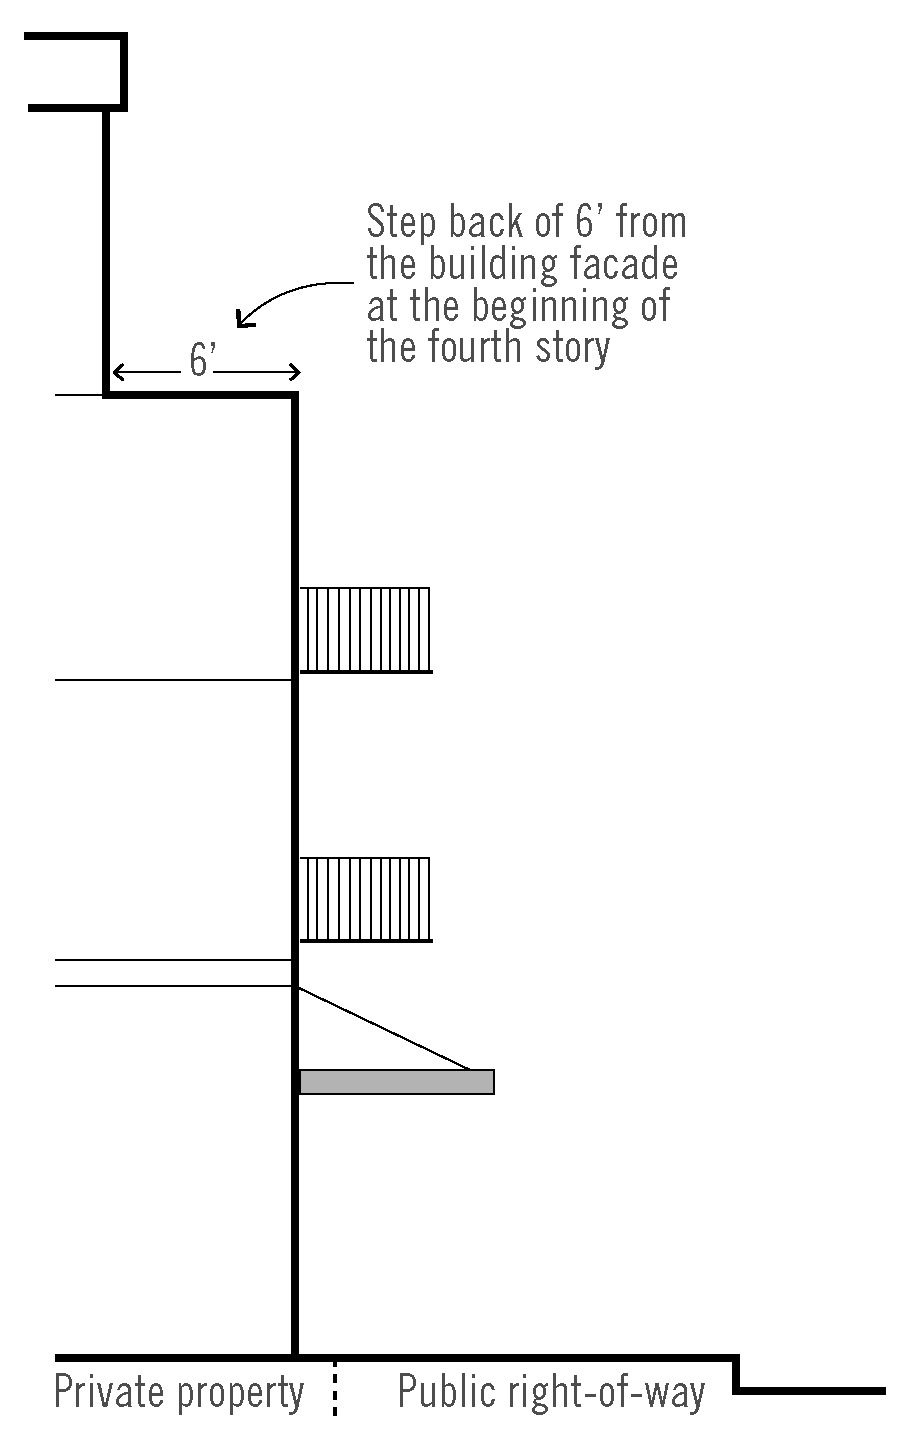 Step back of 6’ from
the building facade
at the beginning of
the fourth story
6’
Private property
Public right-of-way